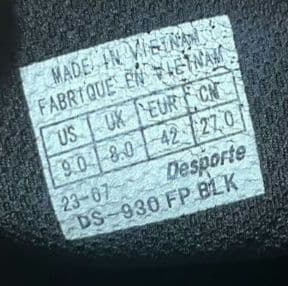 MADE IN VIETNAM
FABRIQUE EN VIETNAM
US UK EUR CM
9.0 8.0 42 27.0
23-07 Desporte
DS-930 FP BLK